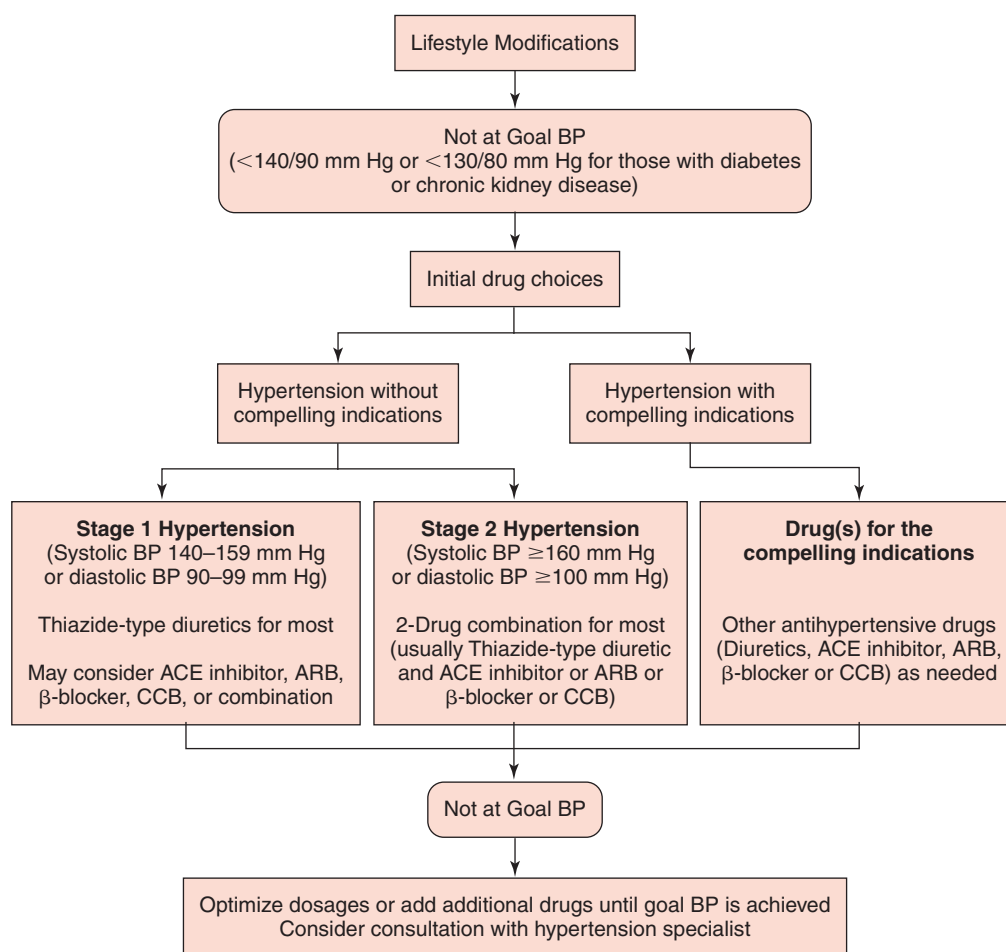 Lifestyle Modifications
Not at Goal BP
(<140/90 mm Hg or <130/80 mm Hg for those with diabetes
or chronic kidney disease)
Initial drug choices
Hypertension without
compelling indications
Hypertension with
compelling indications
Stage 1 Hypertension
(Systolic BP 140–159 mm Hg
or diastolic BP 90–99 mm Hg)
Thiazide-type diuretics for most
May consider ACE inhibitor, ARB,
β-blocker, CCB, or combination
Stage 2 Hypertension
(Systolic BP ≥160 mm Hg
or diastolic BP ≥100 mm Hg)
2-Drug combination for most
(usually Thiazide-type diuretic
and ACE inhibitor or ARB or
β-blocker or CCB)
Drug(s) for the
compelling indications
Other antihypertensive drugs
(Diuretics, ACE inhibitor, ARB,
β-blocker or CCB) as needed
Not at Goal BP
Optimize dosages or add additional drugs until goal BP is achieved
Consider consultation with hypertension specialist